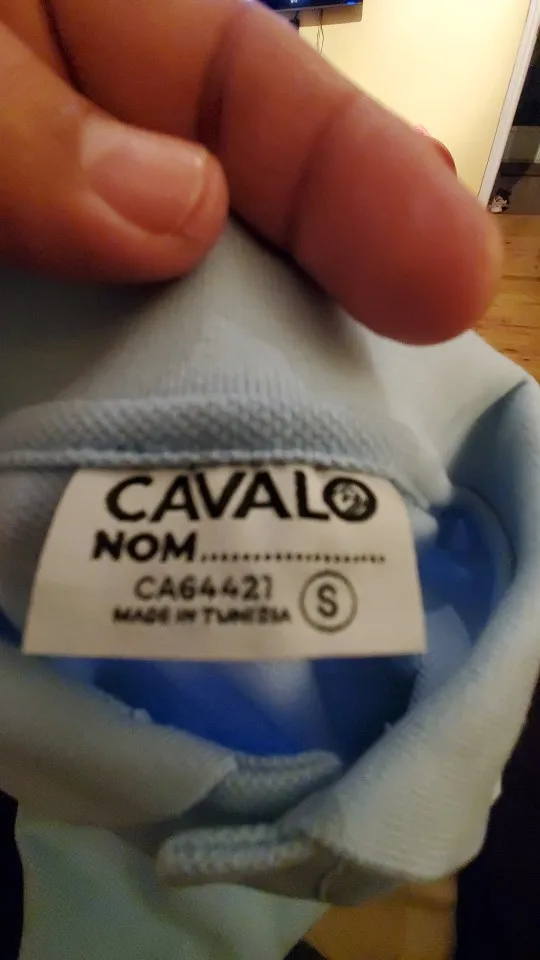 CAVALO
NOM....................
CA64421
MADE IN TUNISIA
S